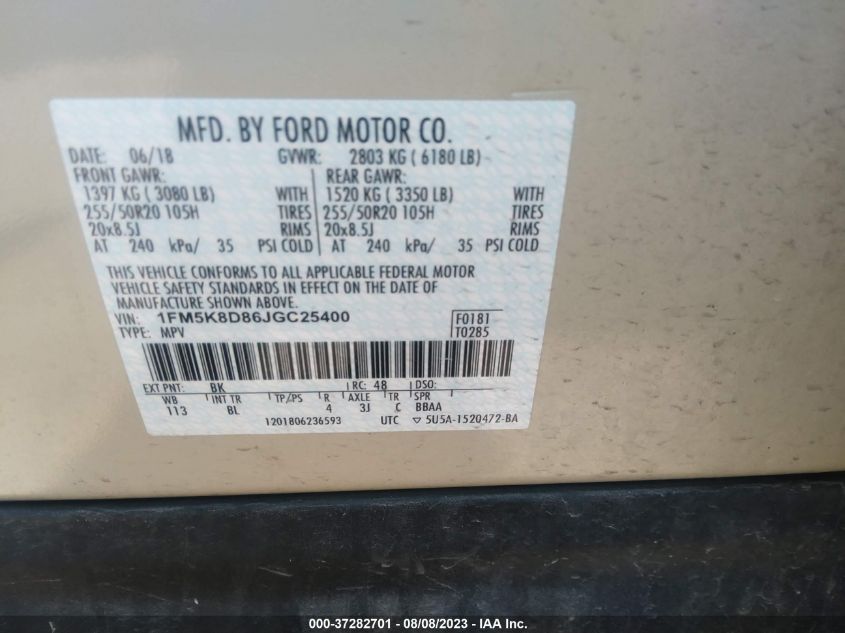 MFD. BY FORD MOTOR CO.
DATE: 06/18 GVWR: 2803 KG ( 6180 LB)
FRONT GAWR: REAR GAWR:
1397 KG ( 3080 LB) WITH 1520 KG ( 3350 LB) WITH
255/50R20 105H TIRES 255/50R20 105H TIRES
20x8.5J RIMS 20x8.5J RIMS
AT 240 kPa/ 35 PSI COLD AT 240 kPa/ 35 PSI COLD
THIS VEHICLE CONFORMS TO ALL APPLICABLE FEDERAL MOTOR
VEHICLE SAFETY STANDARDS IN EFFECT ON THE DATE OF
MANUFACTURE SHOWN ABOVE.
VIN: 1FM5K8D86JGC25400 F0181
TYPE: MPV T0285
EXT PNT: BK RC: 48 DSO:
WB INT TR TP/PS R AXLE TR SPR
113 BL 4 3J C BBAA
1201806236593 UTC ▽ 5U5A-1520472-BA
000-37282701 - 08/08/2023 - IAA Inc.